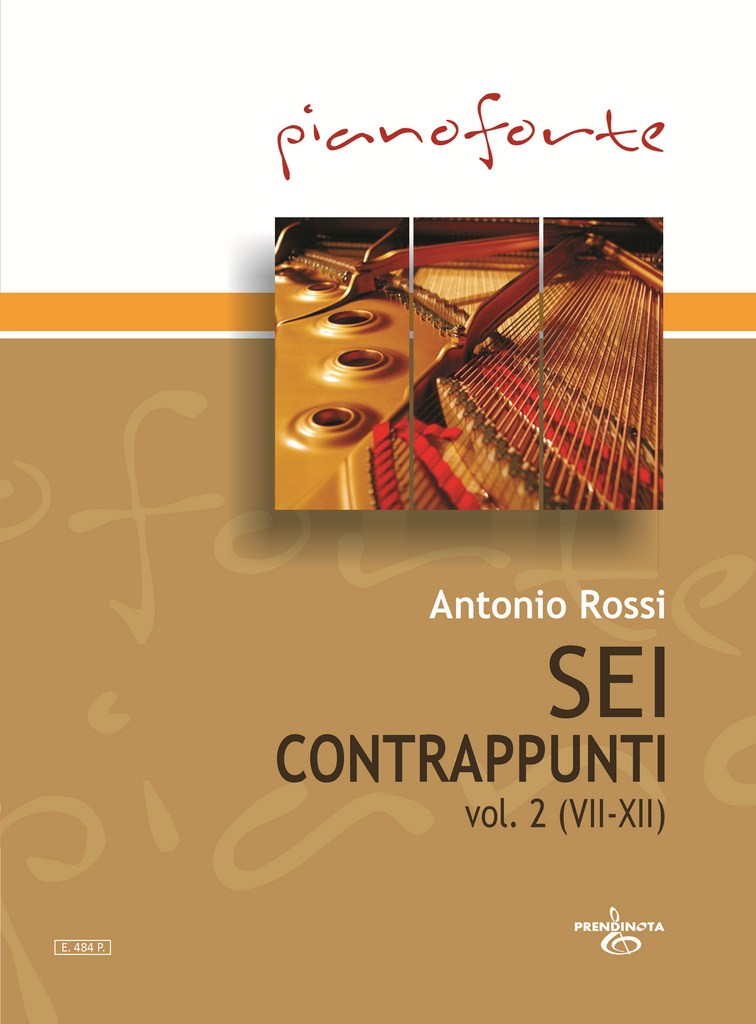 pianoforte
Antonio Rossi
SEI
CONTRAPPUNTI
vol. 2 (VII-XII)
E. 484 P.
PRENDINOTA